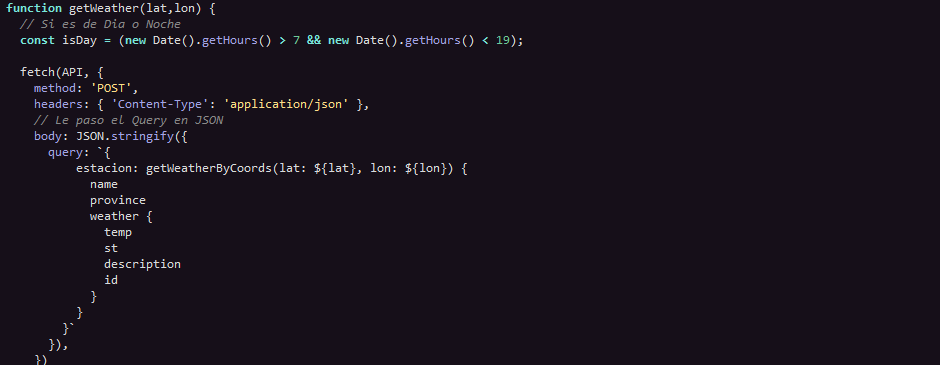 function getWeather(lat,lon) {
// Si es de Dia o Noche
const isDay = (new Date().getHours() > 7 && new Date().getHours() < 19);
fetch(API, {
method: 'POST',
headers: { 'Content-Type': 'application/json' },
// Le paso el Query en JSON
body: JSON.stringify({
query: `{
estacion: getWeatherByCoords(lat: ${lat}, lon: ${lon}) {
name
province
weather {
temp
st
description
id
}
}
}`
}),
})